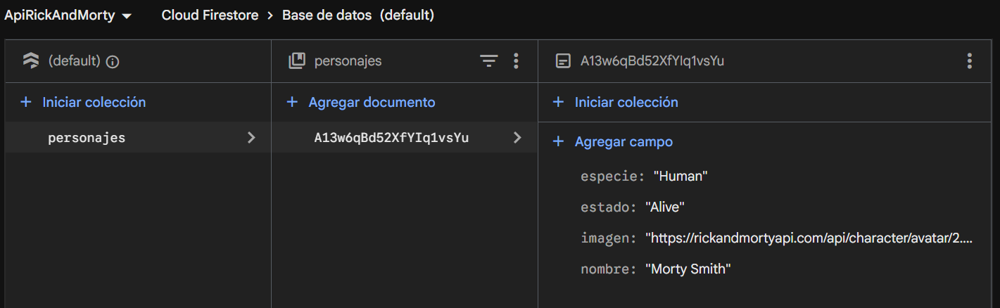 ApiRickAndMorty Cloud Firestore > Base de datos (default)
(default)
+ Iniciar colección
personajes
personajes
+ Agregar documento
A13w6qBd52XfYIq1vsYu
A13w6qBd52XfYIq1vsYu
+ Iniciar colección
+ Agregar campo
especie: "Human"
estado: "Alive"
imagen: "https://rickandmortyapi.com/api/character/avatar/2....
nombre: "Morty Smith"